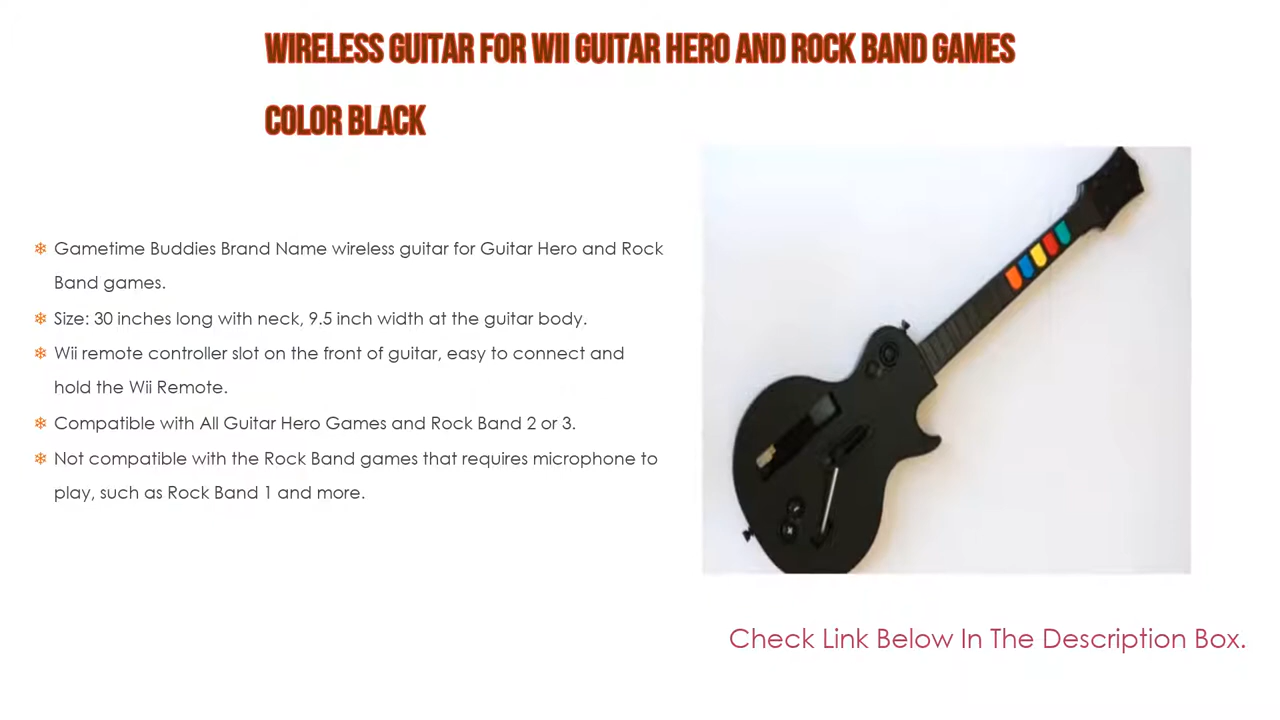 WIRELESS GUITAR FOR WII GUITAR HERO AND ROCK BAND GAMES
COLOR BLACK
Gametime Buddies Brand Name wireless guitar for Guitar Hero and Rock
Band games.
Size: 30 inches long with neck, 9.5 inch width at the guitar body.
Wii remote controller slot on the front of guitar, easy to connect and
hold the Wii Remote.
Compatible with All Guitar Hero Games and Rock Band 2 or 3.
Not compatible with the Rock Band games that requires microphone to
play, such as Rock Band 1 and more.
Check Link Below In The Description Box.